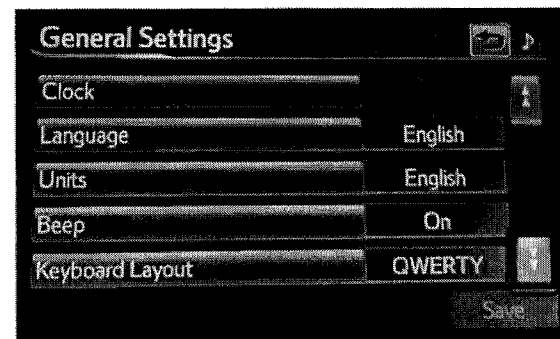 General Settings
Clock
Language English
Units English
Beep On
Keyboard Layout QWERTY
Save